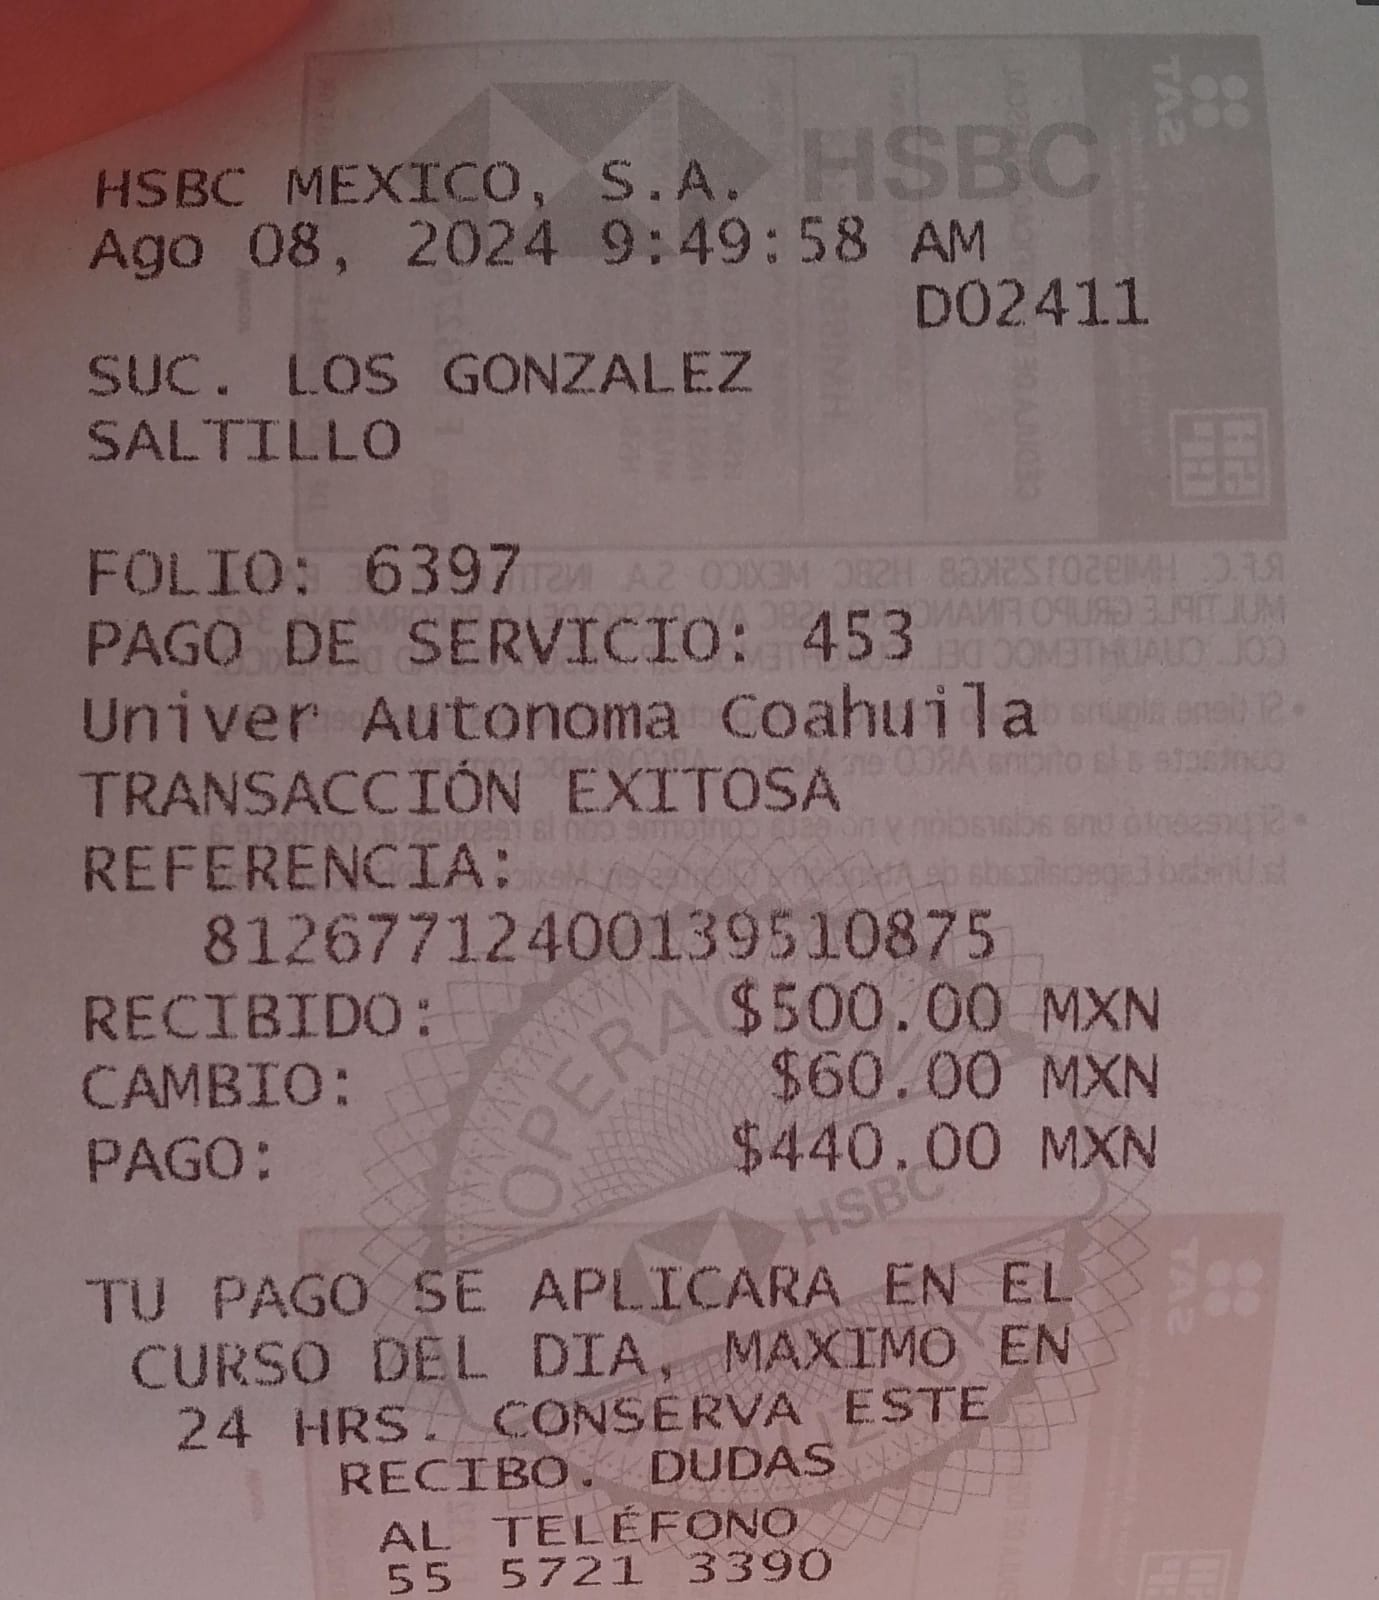 HSBC
HSBC MEXICO, S.A.
Ago 08, 2024 9:49:58 AM
D02411
SUC. LOS GONZALEZ
SALTILLO
FOLIO: 6397
PAGO DE SERVICIO: 453
Univer Autonoma Coahuila
TRANSACCIÓN EXITOSA
REFERENCIA:
81267712400139510875
RECIBIDO: $500.00 MXN
CAMBIO: $60.00 MXN
PAGO: $440.00 MXN
HSBC
TU PAGO SE APLICARA EN EL
CURSO DEL DIA, MAXIMO EN
24 HRS. CONSERVA ESTE
RECIBO. DUDAS
AL TELÉFONO
55 5721 3390